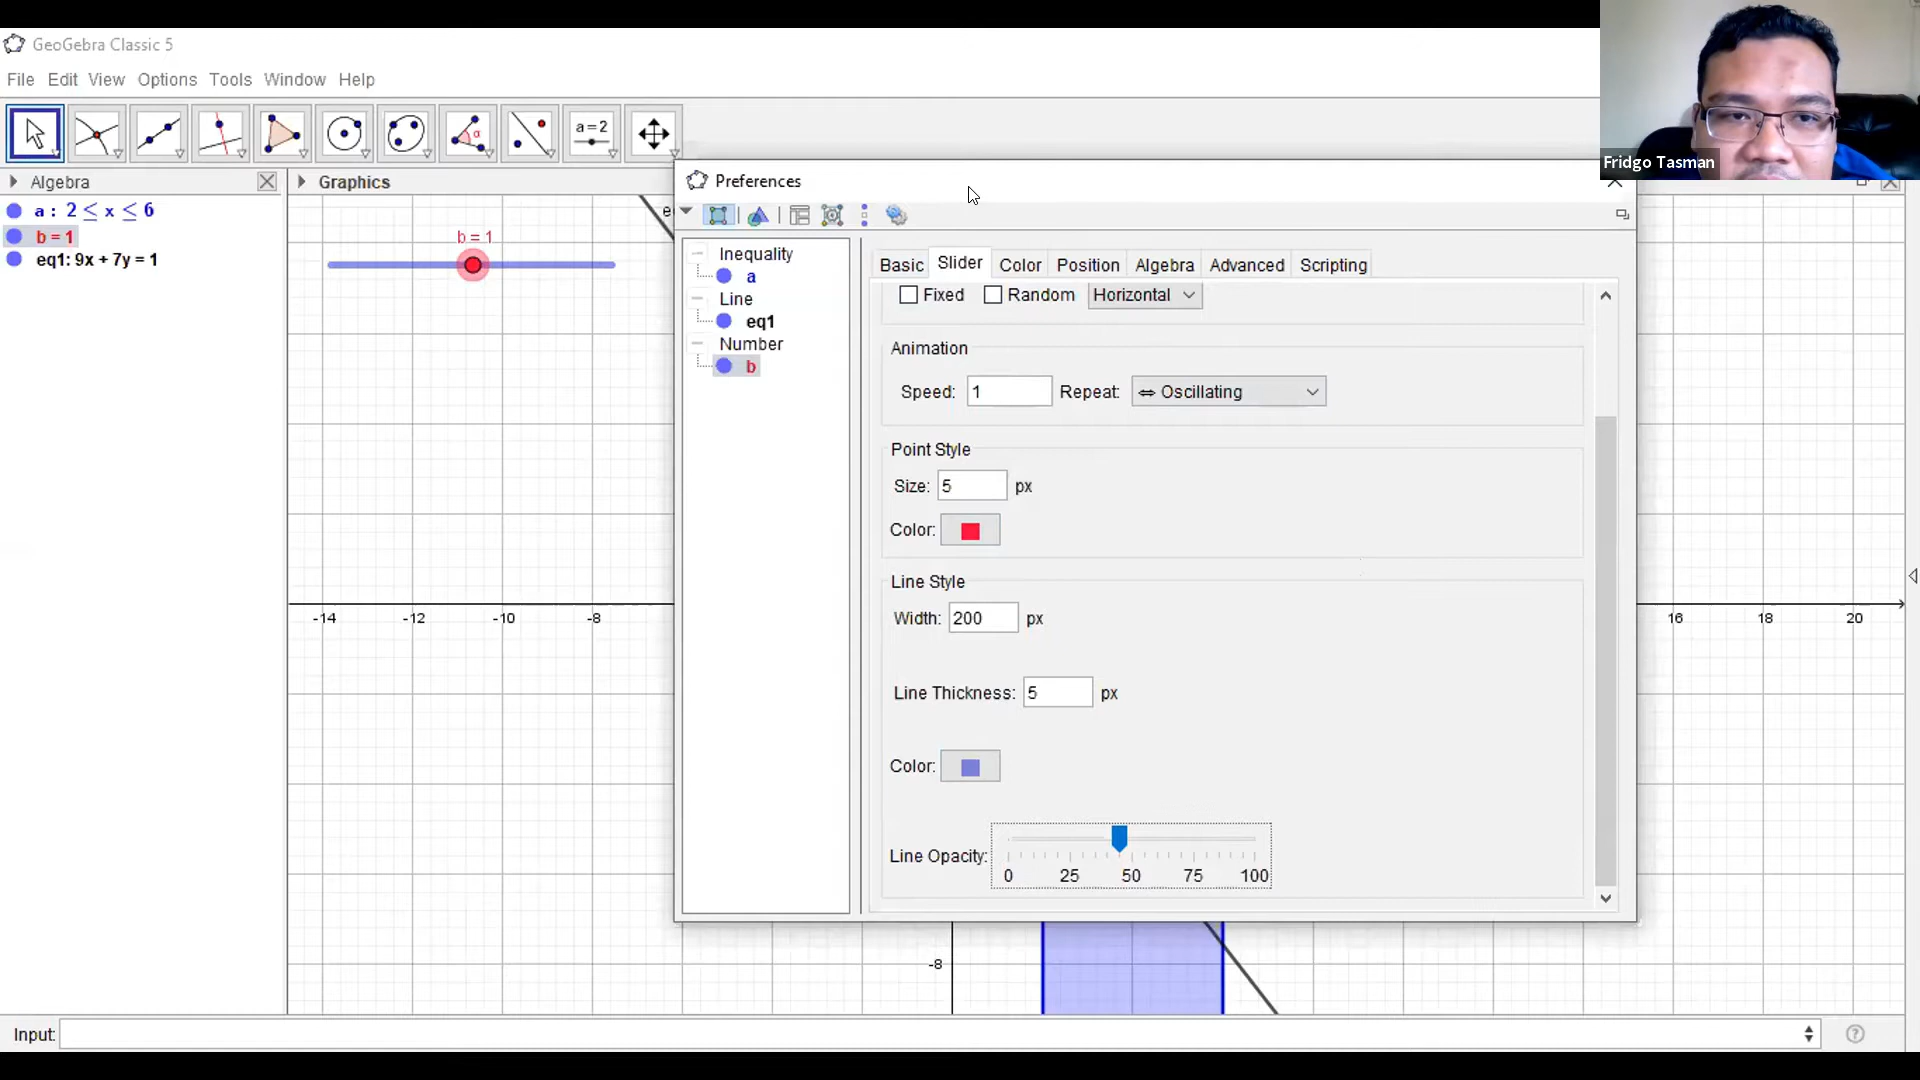 GeoGebra Classic 5
File Edit View Options Tools Window Help
α
a=2
Fridgo Tasman
Algebra
Graphics
Preferences
a : 2 ≤ x ≤ 6
b = 1
eq1: 9x + 7y = 1
b = 1
Inequality
a
Line
eq1
Number
b
Basic Slider Color Position Algebra Advanced Scripting
Fixed Random Horizontal
Animation
Speed: 1 Repeat: ⇔ Oscillating
Point Style
Size: 5 px
Color:
Line Style
Width: 200 px
Line Thickness: 5 px
Color:
Line Opacity:
0 25 50 75 100
-14 -12 -10 -8 16 18 20
-8
Input: